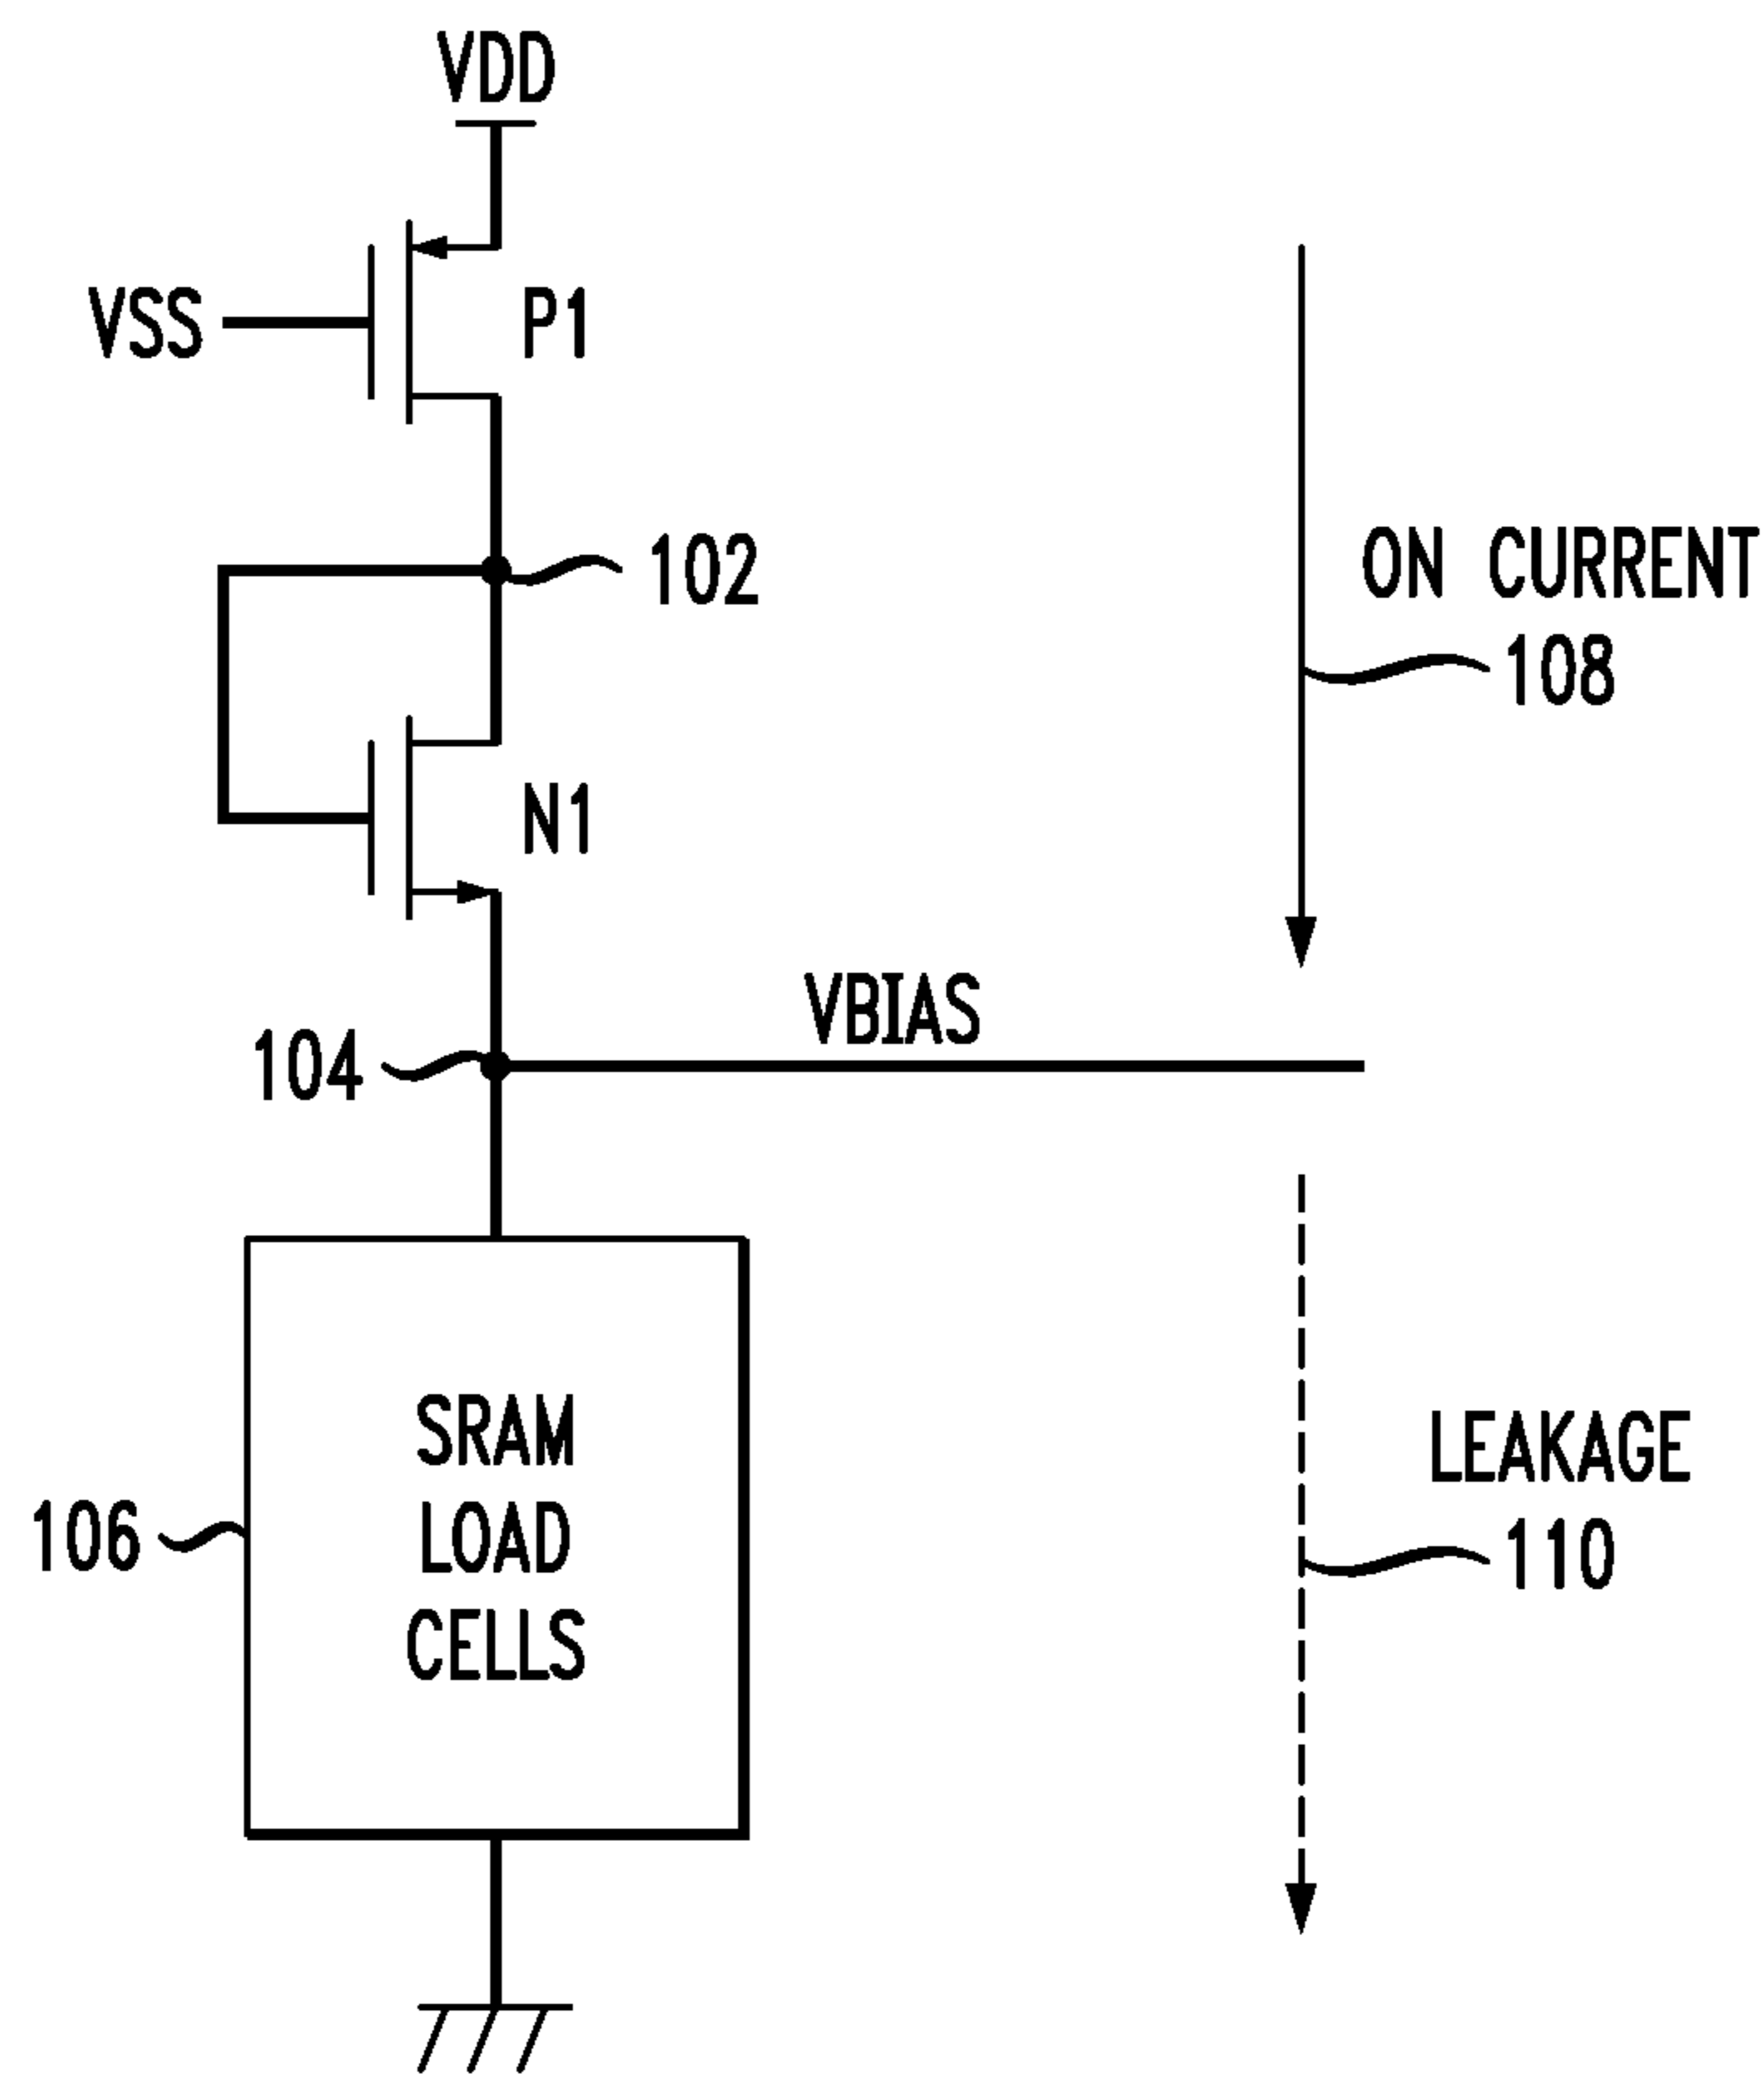 VDD
VSS
P1
102
ON CURRENT
108
N1
VBIAS
104
SRAM
LOAD
CELLS
106
LEAKAGE
110